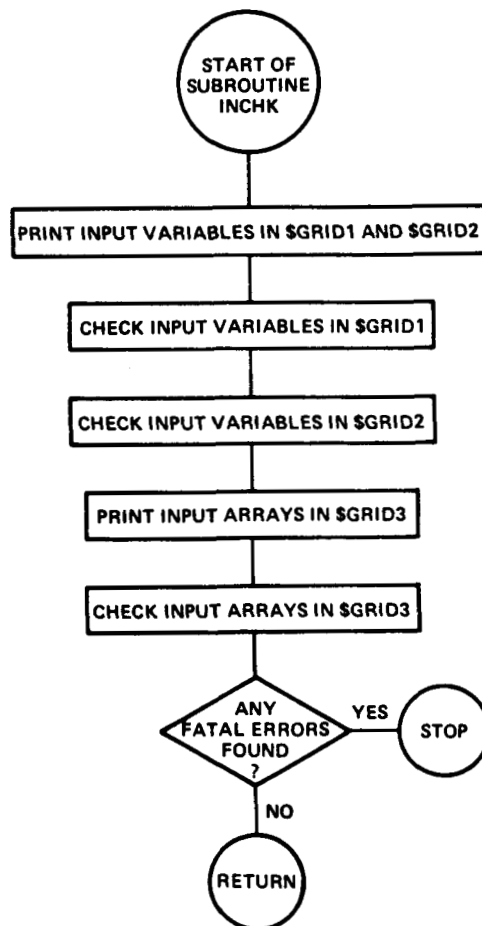 START OF
SUBROUTINE
INCHK
PRINT INPUT VARIABLES IN $GRID1 AND $GRID2
CHECK INPUT VARIABLES IN $GRID1
CHECK INPUT VARIABLES IN $GRID2
PRINT INPUT ARRAYS IN $GRID3
CHECK INPUT ARRAYS IN $GRID3
ANY
FATAL ERRORS
FOUND
?
YES
STOP
NO
RETURN